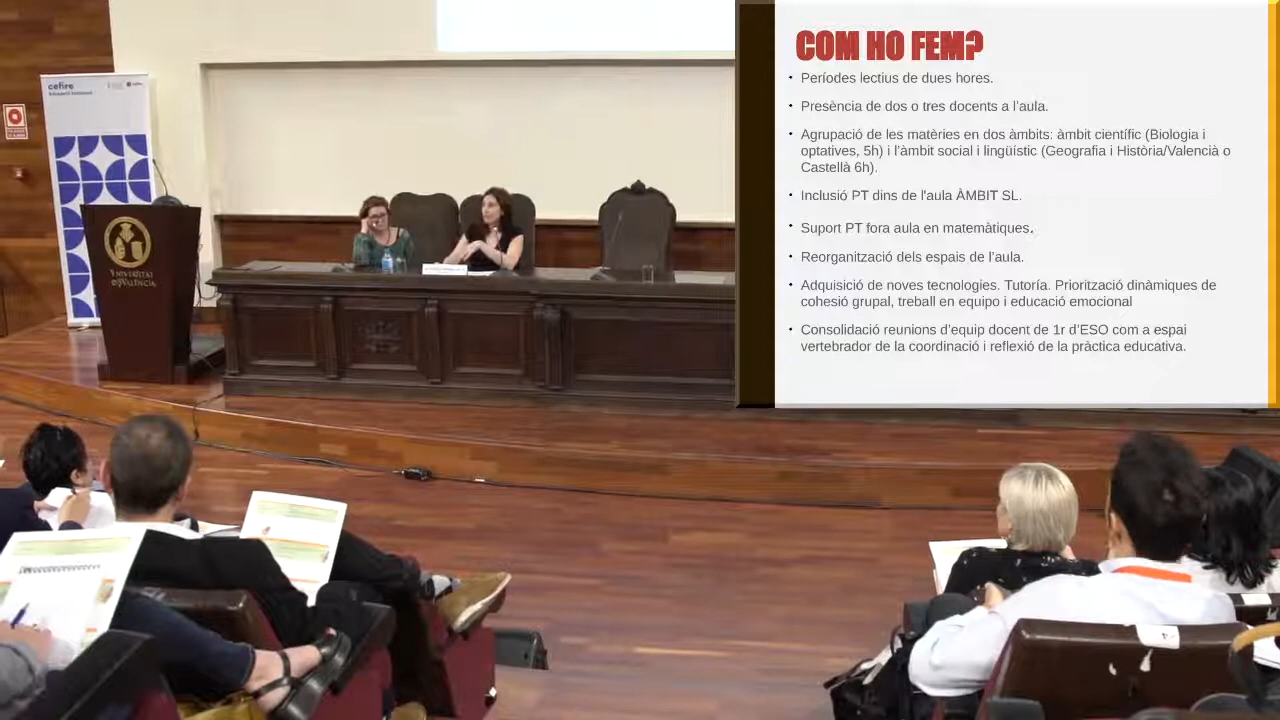 cefire
COM HO FEM?
• Períodes lectius de dues hores.
• Presència de dos o tres docents a l'aula.
• Agrupació de les matèries en dos àmbits: àmbit científic (Biologia i
optatives, 5h) i l'àmbit social i lingüístic (Geografia i Història/Valencià o
Castellà 6h).
• Inclusió PT dins de l'aula ÀMBIT SL.
• Suport PT fora aula en matemàtiques.
• Reorganització dels espais de l'aula.
• Adquisició de noves tecnologies. Tutoría. Priorització dinàmiques de
cohesió grupal, treball en equipo i educació emocional
• Consolidació reunions d'equip docent de 1r d'ESO com a espai
vertebrador de la coordinació i reflexió de la pràctica educativa.
VNIVERSITAT
DE VALÈNCIA